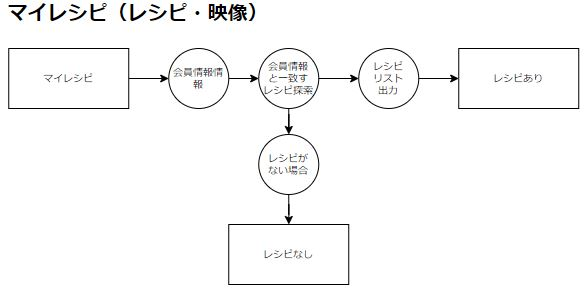 マイレシピ（レシピ・映像）
マイレシピ
会員情報情
報
会員情報
と一致す
レシピ探索
レシピ
リスト
出力
レシピあり
レシピが
ない場合
レシピなし